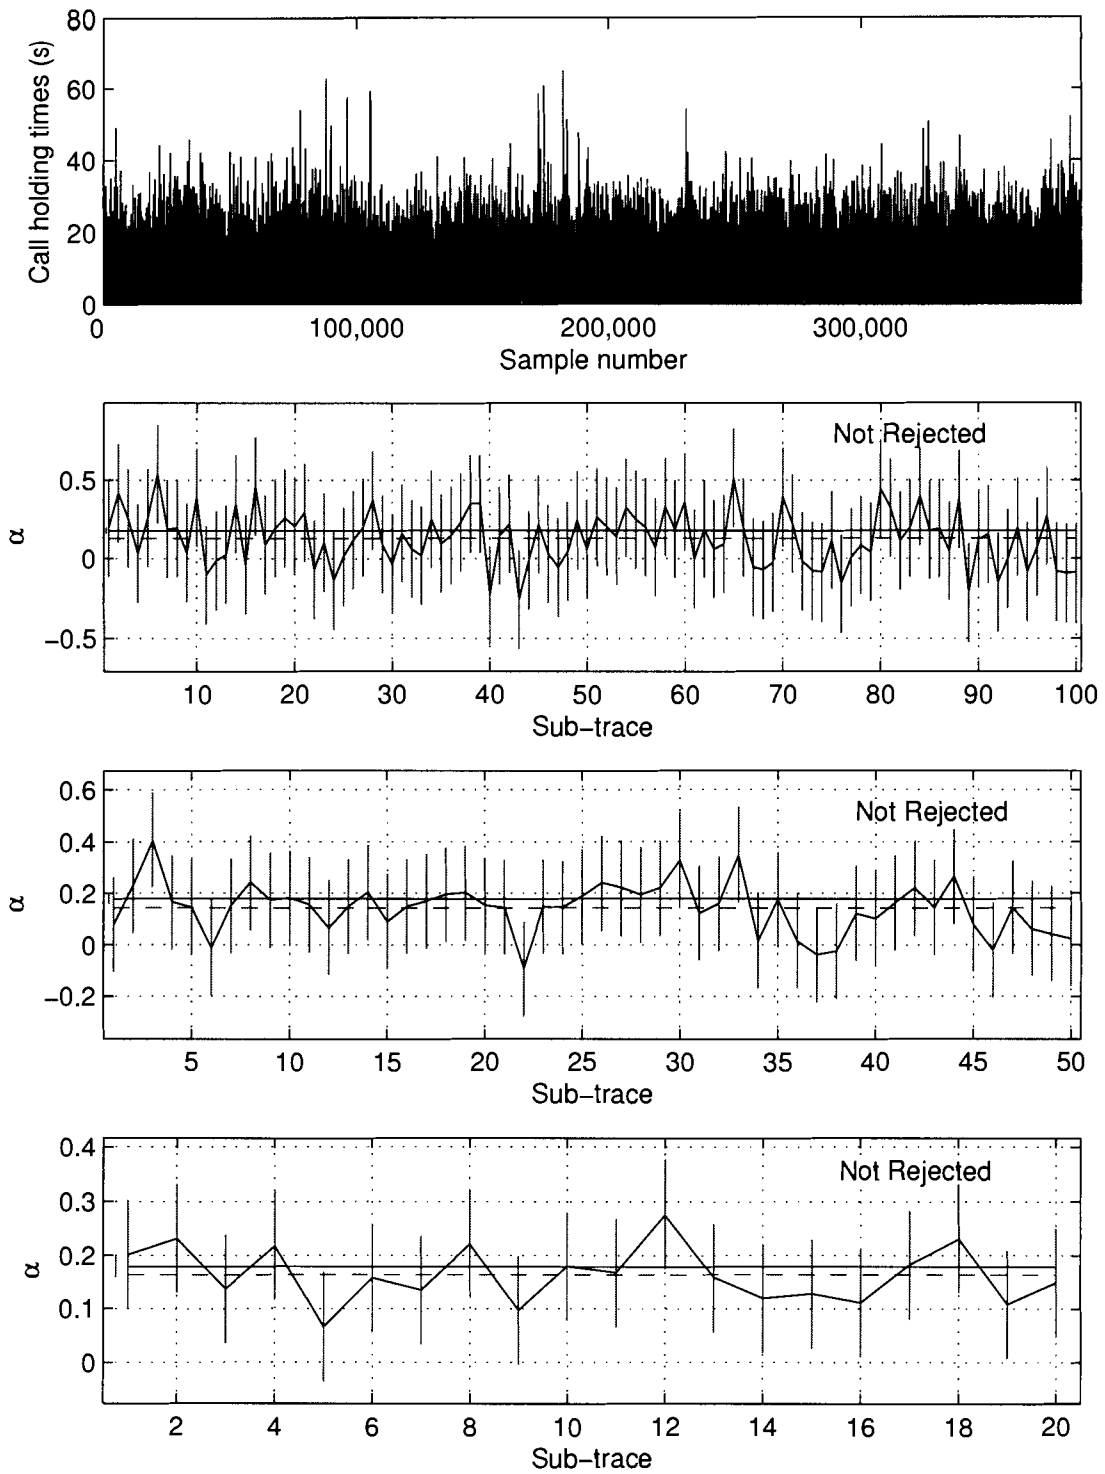 80
60
40
20
0
Call holding times (s)
0 100,000 200,000 300,000
Sample number
Not Rejected
0.5
0
−0.5
α
10 20 30 40 50 60 70 80 90 100
Sub−trace
Not Rejected
0.6
0.4
0.2
0
−0.2
α
5 10 15 20 25 30 35 40 45 50
Sub−trace
Not Rejected
0.4
0.3
0.2
0.1
0
α
2 4 6 8 10 12 14 16 18 20
Sub−trace